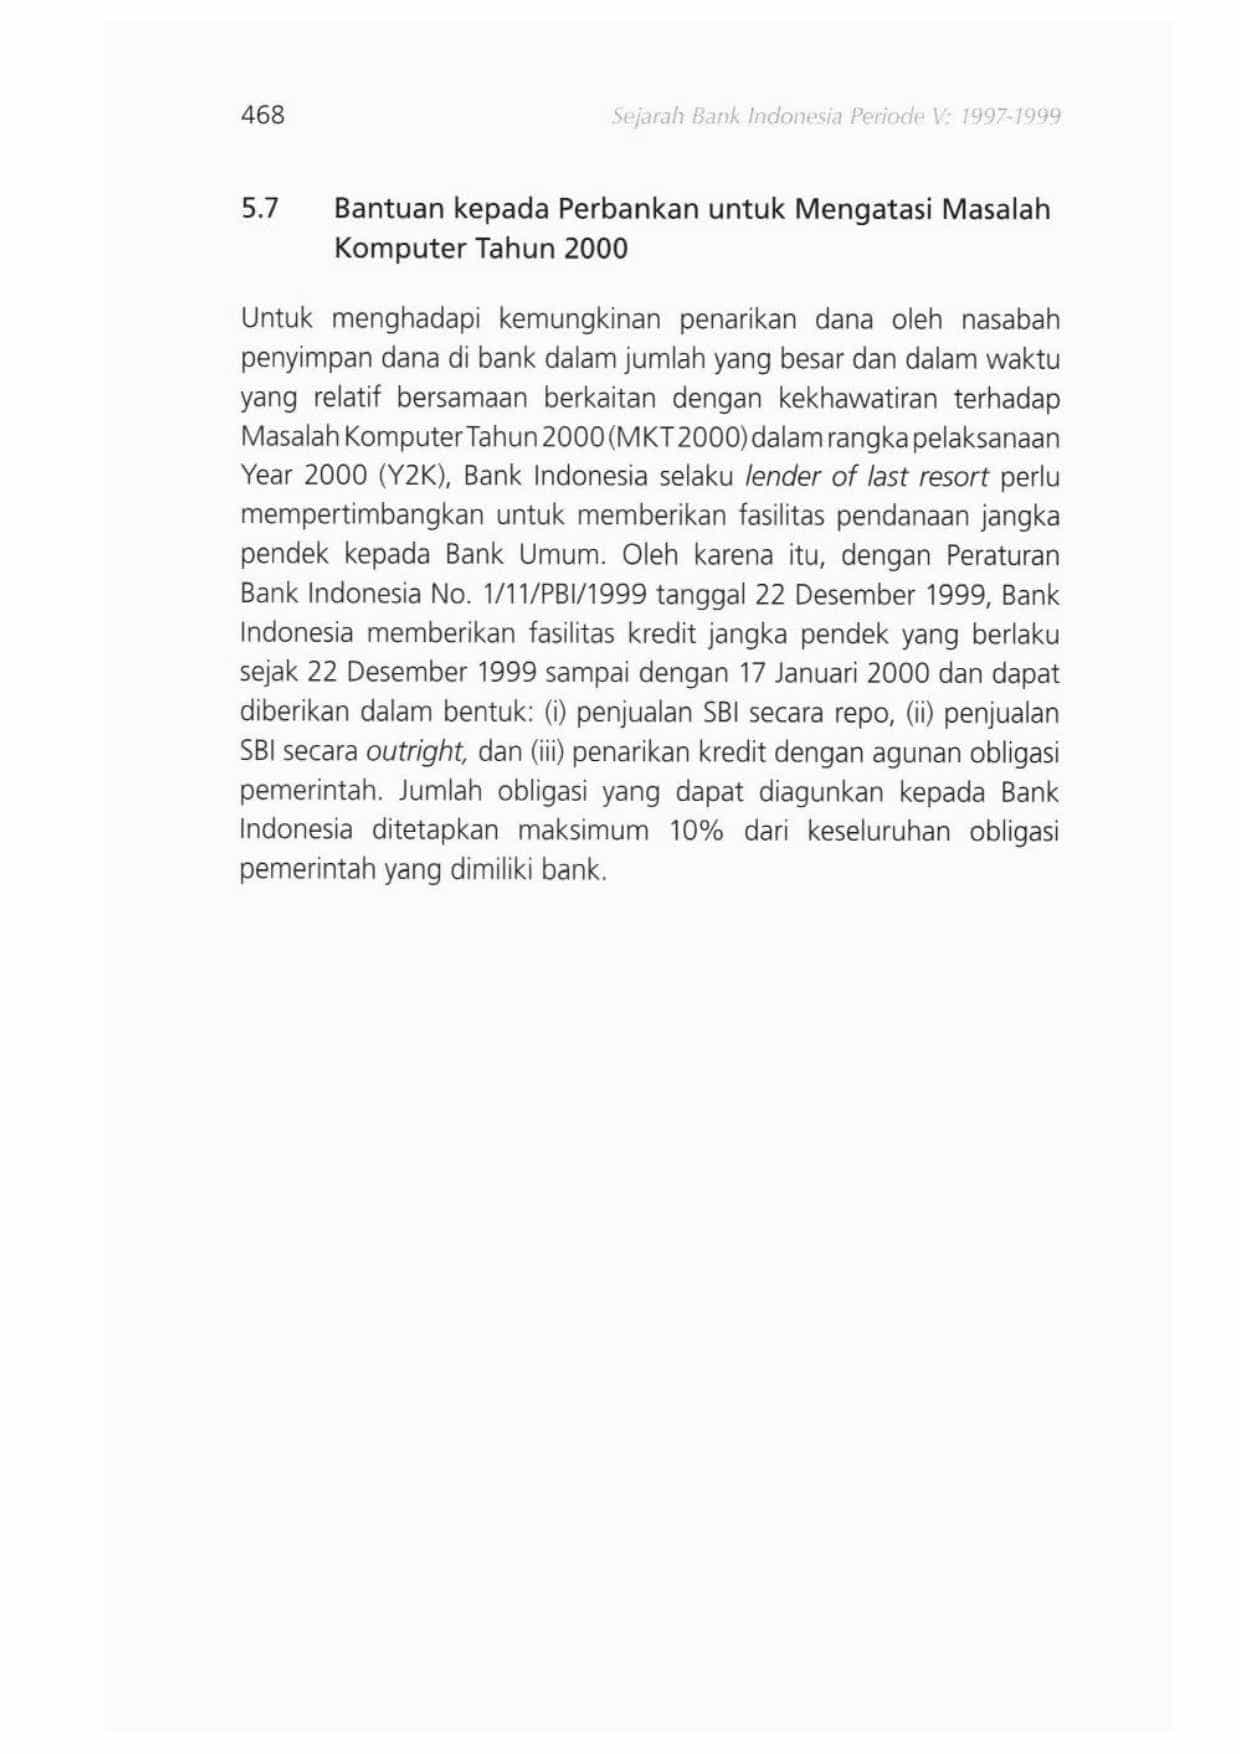 468
Sejarah Bank Indonesia Periode V: 1997-1999
5.7 Bantuan kepada Perbankan untuk Mengatasi Masalah
Komputer Tahun 2000
Untuk menghadapi kemungkinan penarikan dana oleh nasabah
penyimpan dana di bank dalam jumlah yang besar dan dalam waktu
yang relatif bersamaan berkaitan dengan kekhawatiran terhadap
Masalah Komputer Tahun 2000 (MKT 2000) dalam rangka pelaksanaan
Year 2000 (Y2K), Bank Indonesia selaku lender of last resort perlu
mempertimbangkan untuk memberikan fasilitas pendanaan jangka
pendek kepada Bank Umum. Oleh karena itu, dengan Peraturan
Bank Indonesia No. 1/11/PBI/1999 tanggal 22 Desember 1999, Bank
Indonesia memberikan fasilitas kredit jangka pendek yang berlaku
sejak 22 Desember 1999 sampai dengan 17 Januari 2000 dan dapat
diberikan dalam bentuk: (i) penjualan SBI secara repo, (ii) penjualan
SBI secara outright, dan (iii) penarikan kredit dengan agunan obligasi
pemerintah. Jumlah obligasi yang dapat diagunkan kepada Bank
Indonesia ditetapkan maksimum 10% dari keseluruhan obligasi
pemerintah yang dimiliki bank.